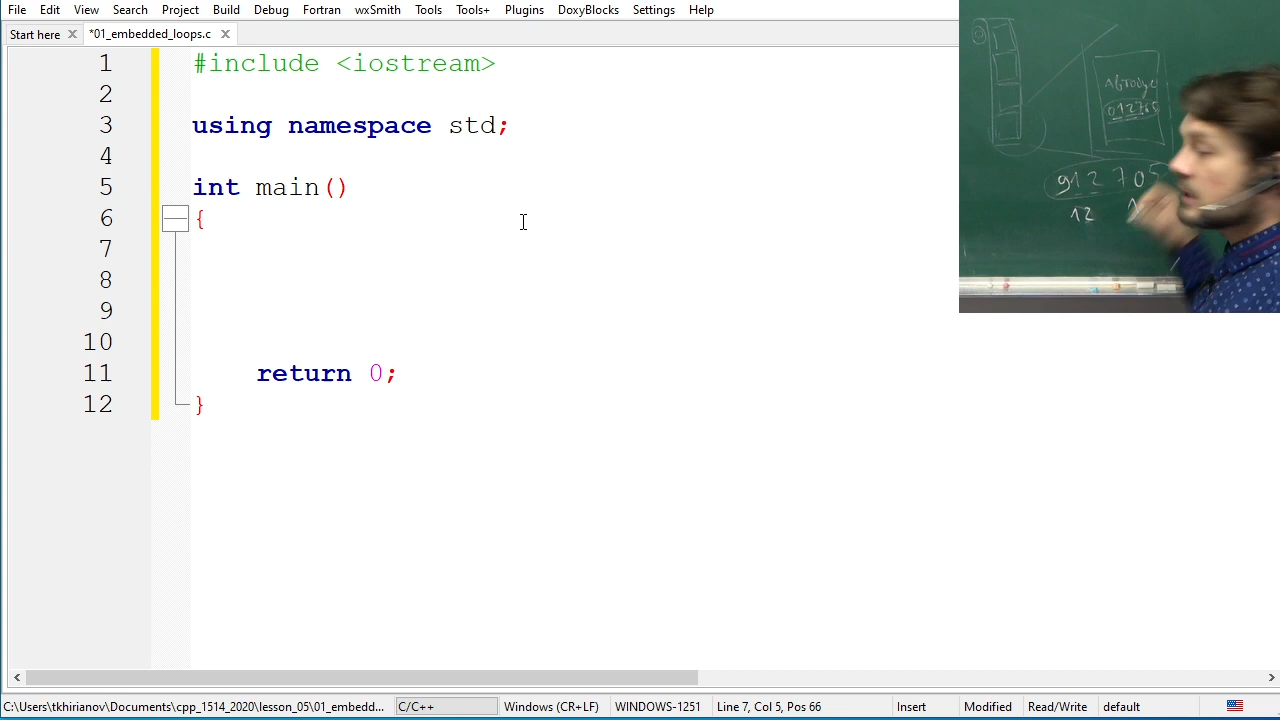 File Edit View Search Project Build Debug Fortran wxSmith Tools Tools+ Plugins DoxyBlocks Settings Help
Start here *01_embedded_loops.c
1 #include <iostream>
2
3 using namespace std;
4
5 int main()
6 {
7
8
9
10
11 return 0;
12 }
912 705
12
C:\Users\tkhirianov\Documents\cpp_1514_2020\lesson_05\01_embedd... C/C++ Windows (CR+LF) WINDOWS-1251 Line 7, Col 5, Pos 66 Insert Modified Read/Write default